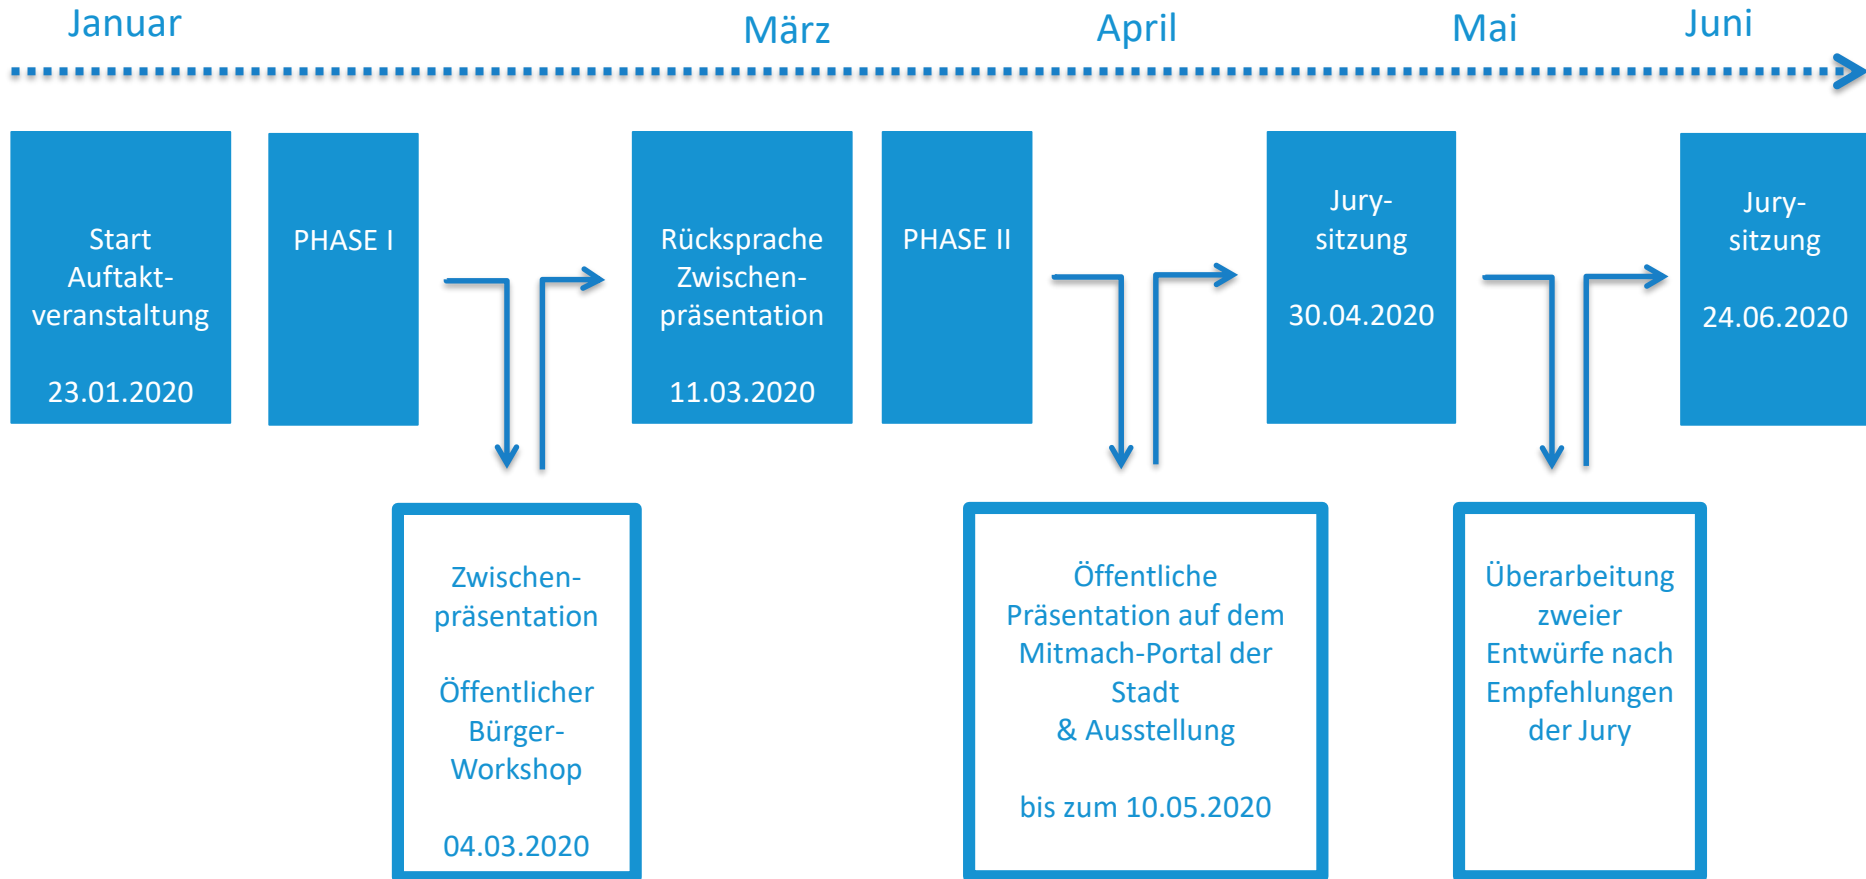 Januar
März
April
Mai
Juni
Start
Auftakt-
veranstaltung
23.01.2020
PHASE I
Rücksprache
Zwischen-
präsentation
11.03.2020
PHASE II
Jury-
sitzung
30.04.2020
Jury-
sitzung
24.06.2020
Zwischen-
präsentation
Öffentlicher
Bürger-
Workshop
04.03.2020
Öffentliche
Präsentation auf dem
Mitmach-Portal der
Stadt
& Ausstellung
bis zum 10.05.2020
Überarbeitung
zweier
Entwürfe nach
Empfehlungen
der Jury